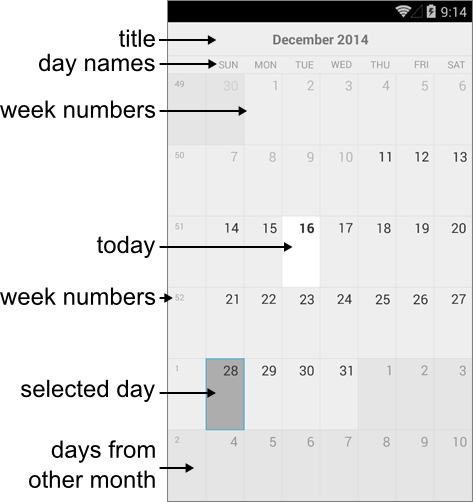 9:14
title December 2014
day names SUN MON TUE WED THU FRI SAT
49 30 1 2 3 4 5 6
week numbers
50 7 8 9 10 11 12 13
51 14 15 16 17 18 19 20
today
week numbers 52 21 22 23 24 25 26 27
1 28 29 30 31 1 2 3
selected day
2 4 5 6 7 8 9 10
days from
other month